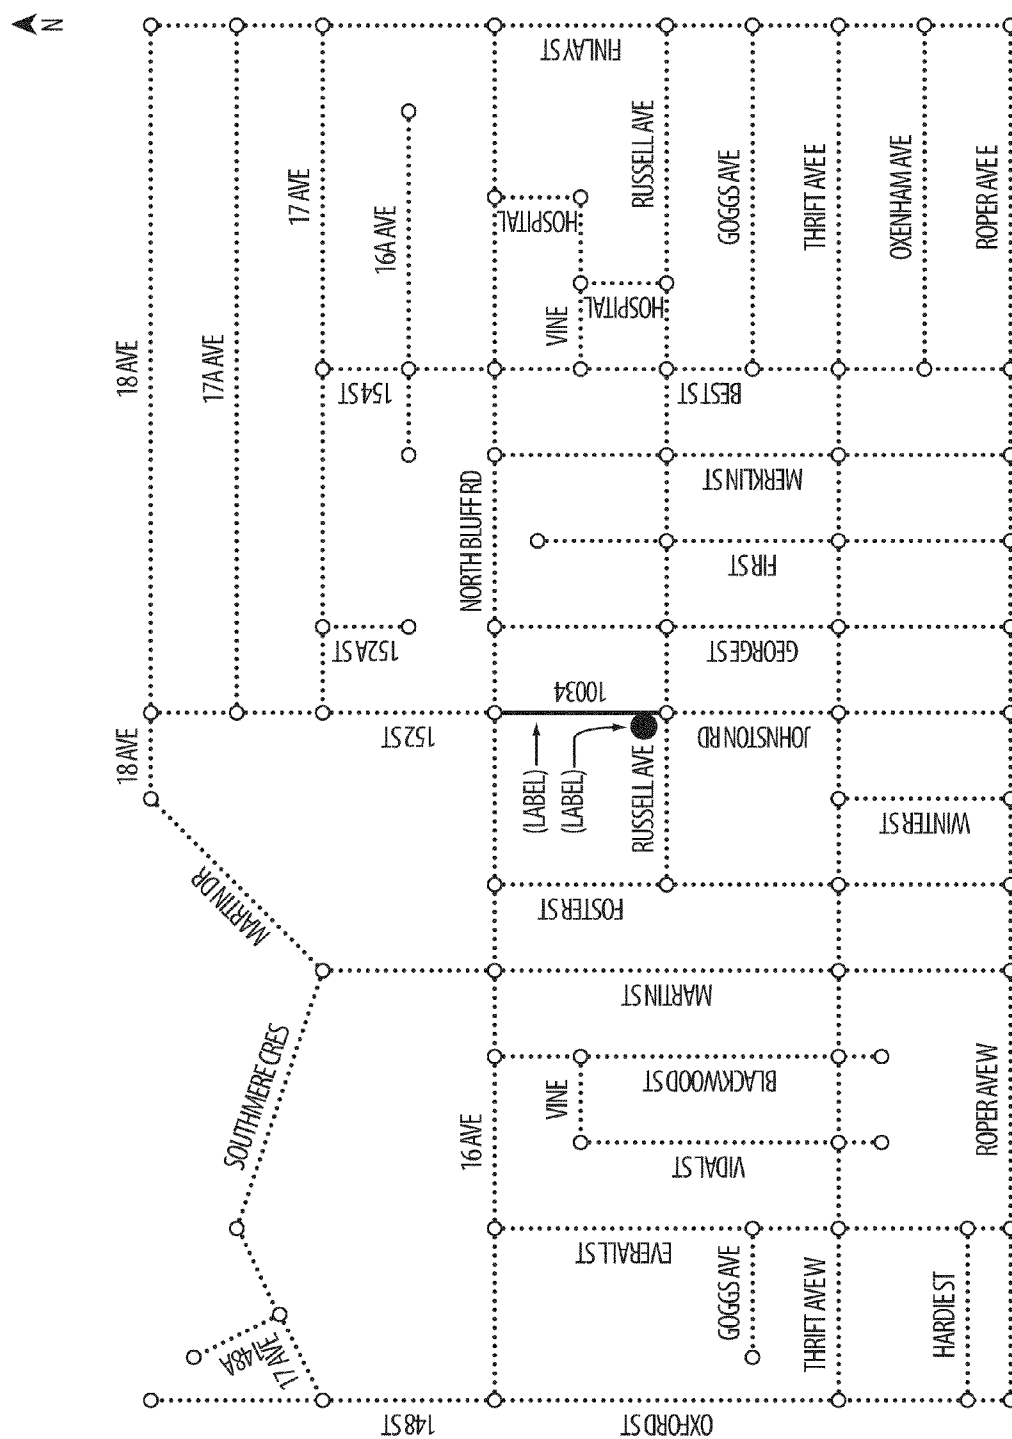 N
FINLAY ST
RUSSELL AVE
17 AVE
GOGGS AVE
THRIFT AVE E
OXENHAM AVE
ROPER AVE E
16A AVE
HOSPITAL
HOSPITAL
VINE
18 AVE
17A AVE
154 ST
BEST ST
NORTH BLUFF RD
MERKLIN ST
FIR ST
152A ST
GEORGE ST
10034
152 ST
JOHNSTON RD
18 AVE
(LABEL)
(LABEL)
RUSSELL AVE
WINTER ST
MARTIN DR
FOSTER ST
MARTIN ST
SOUTHMERE CRES
VINE
BLACKWOOD ST
ROPER AVE W
16 AVE
VIDAL ST
EVERALL ST
GOGGS AVE
THRIFT AVE W
HARDIE ST
148A
17 AVE
148 ST
OXFORD ST